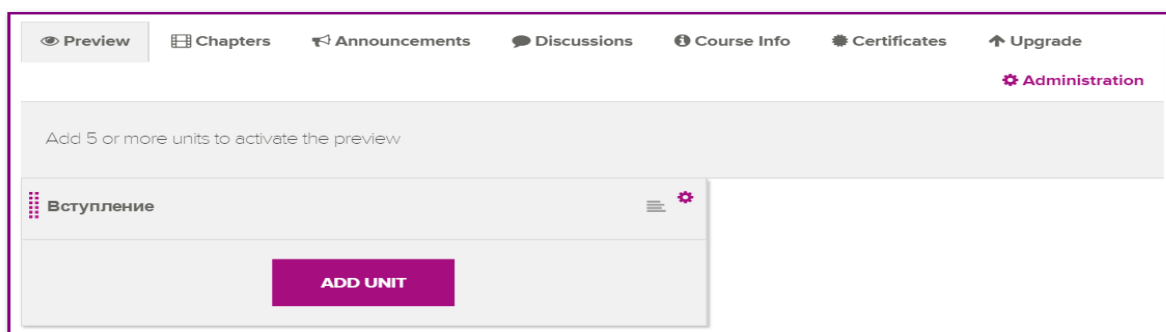 Preview Chapters Announcements Discussions Course Info Certificates Upgrade
Administration
Add 5 or more units to activate the preview
Вступление
ADD UNIT